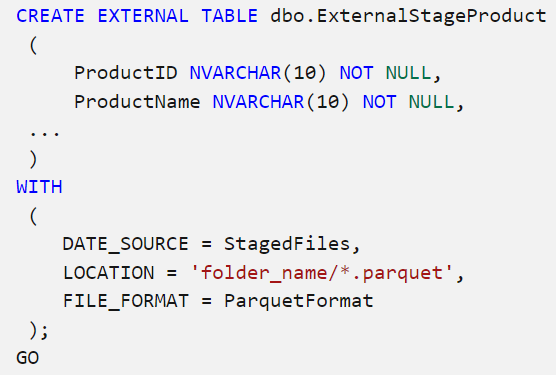 CREATE EXTERNAL TABLE dbo.ExternalStageProduct
(
ProductID NVARCHAR(10) NOT NULL,
ProductName NVARCHAR(10) NOT NULL,
...
)
WITH
(
DATE_SOURCE = StagedFiles,
LOCATION = 'folder_name/*.parquet',
FILE_FORMAT = ParquetFormat
);
GO